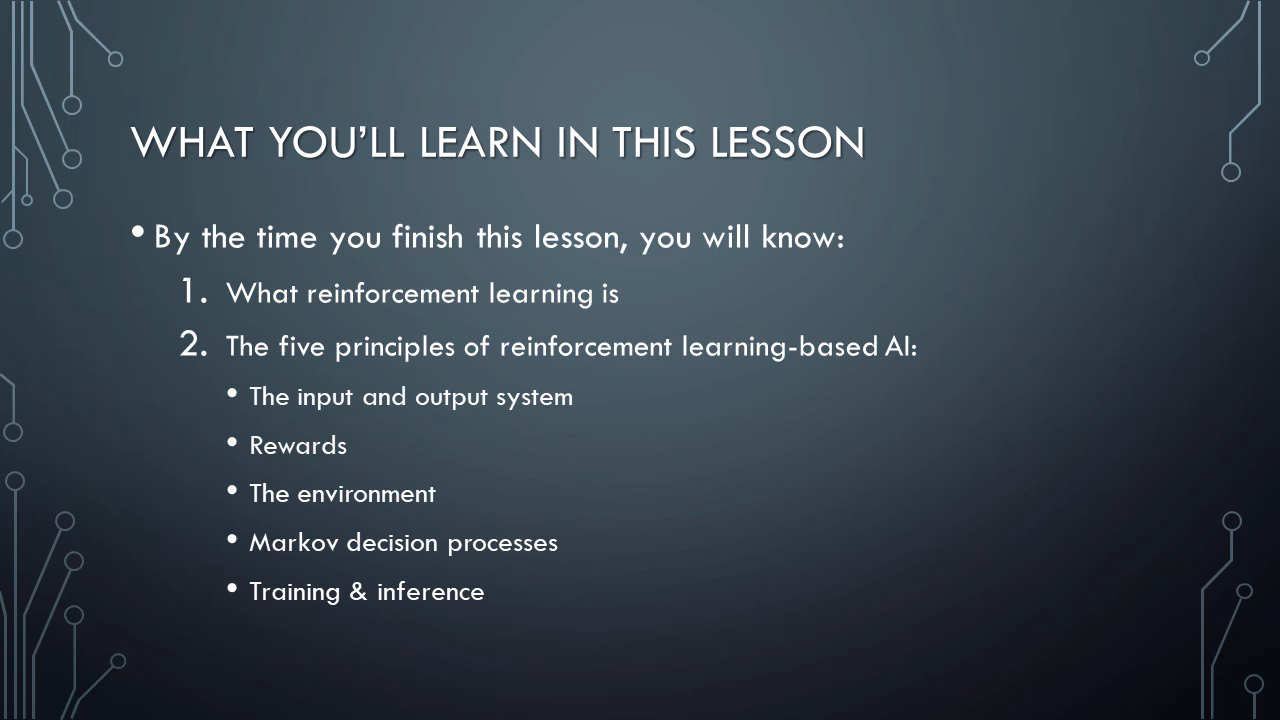 WHAT YOU’LL LEARN IN THIS LESSON
• By the time you finish this lesson, you will know:
1. What reinforcement learning is
2. The five principles of reinforcement learning-based AI:
• The input and output system
• Rewards
• The environment
• Markov decision processes
• Training & inference